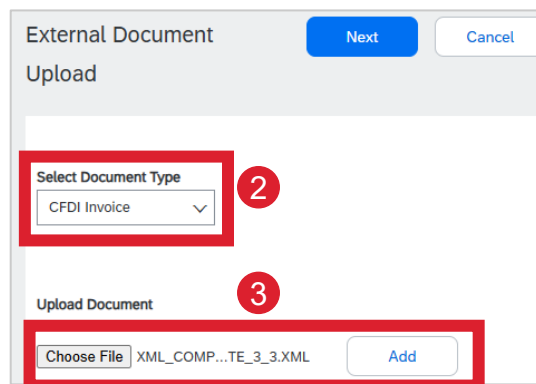 External Document
Upload
Next
Cancel
Select Document Type
CFDI Invoice
2
3
Upload Document
Choose File XML_COMP...TE_3_3.XML
Add